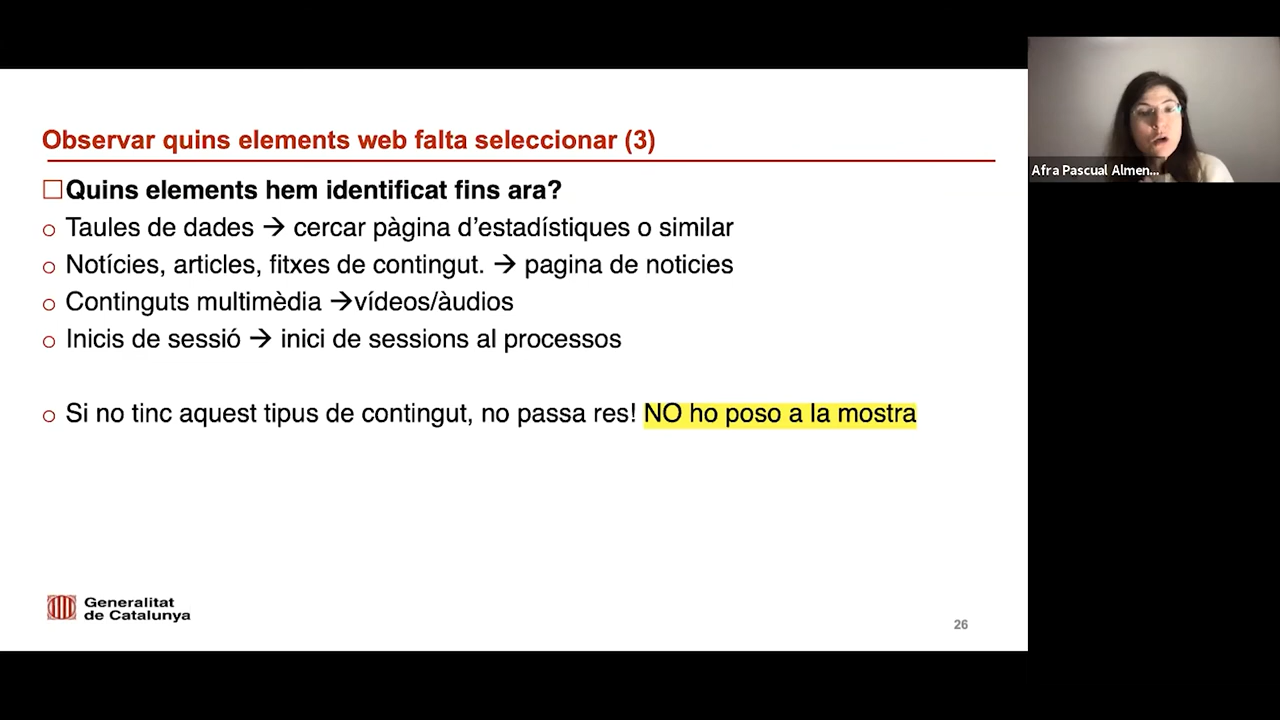 Observar quins elements web falta seleccionar (3)
Quins elements hem identificat fins ara?
Taules de dades → cercar pàgina d'estadístiques o similar
Notícies, articles, fitxes de contingut. → pagina de noticies
Continguts multimèdia →vídeos/àudios
Inicis de sessió → inici de sessions al processos
Si no tinc aquest tipus de contingut, no passa res! NO ho poso a la mostra
Generalitat
de Catalunya
26
Afra Pascual Almen...